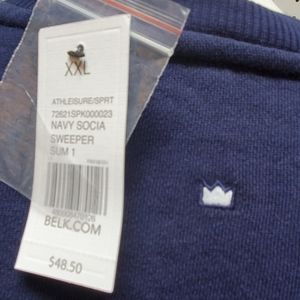 XXL
ATHLEISURE/SPRT
72621SPK000023
NAVY SOCIA
SWEEPER
SUM 1
BELK.COM
$48.50